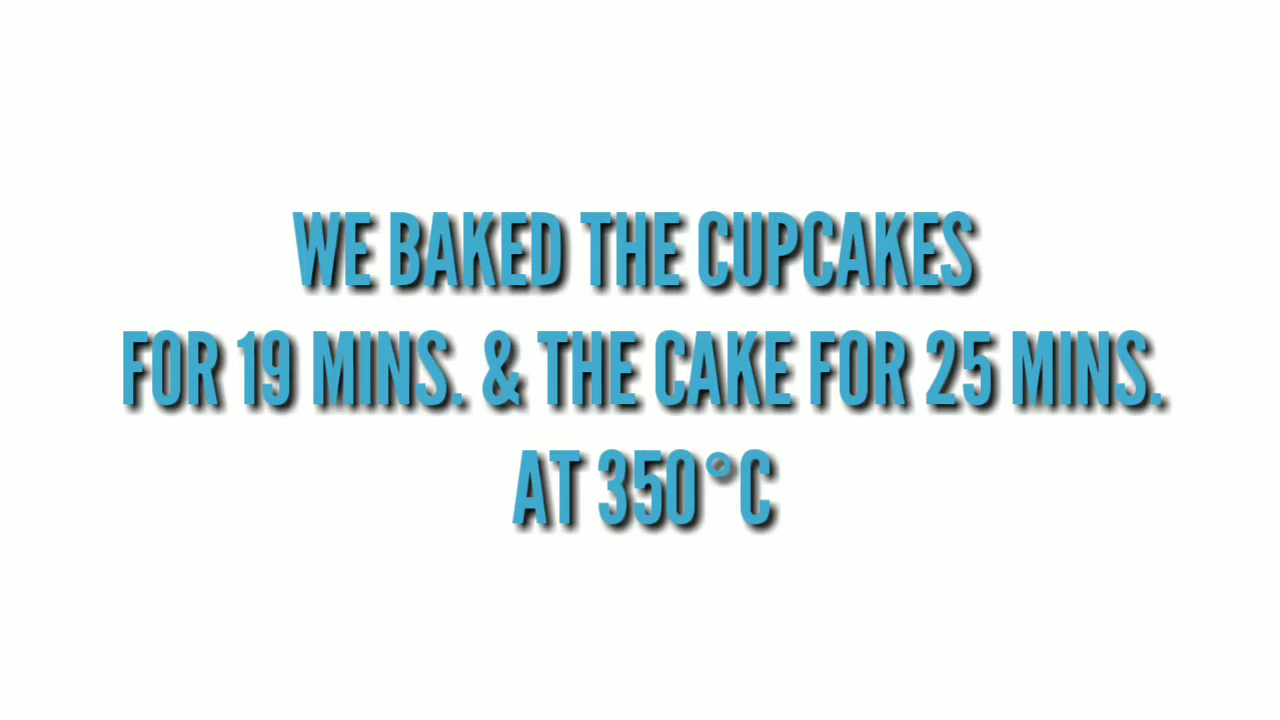 WE BAKED THE CUPCAKES
FOR 19 MINS. & THE CAKE FOR 25 MINS.
AT 350°C